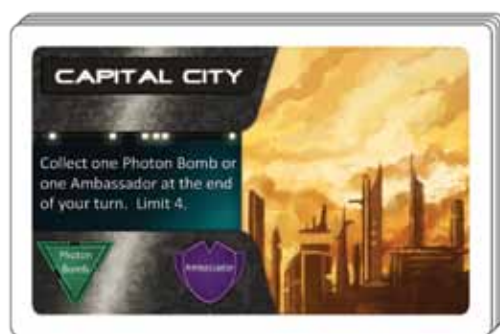 CAPITAL CITY
Collect one Photon Bomb or
one Ambassador at the end
of your turn. Limit 4.
Photon
Bomb
Ambassador